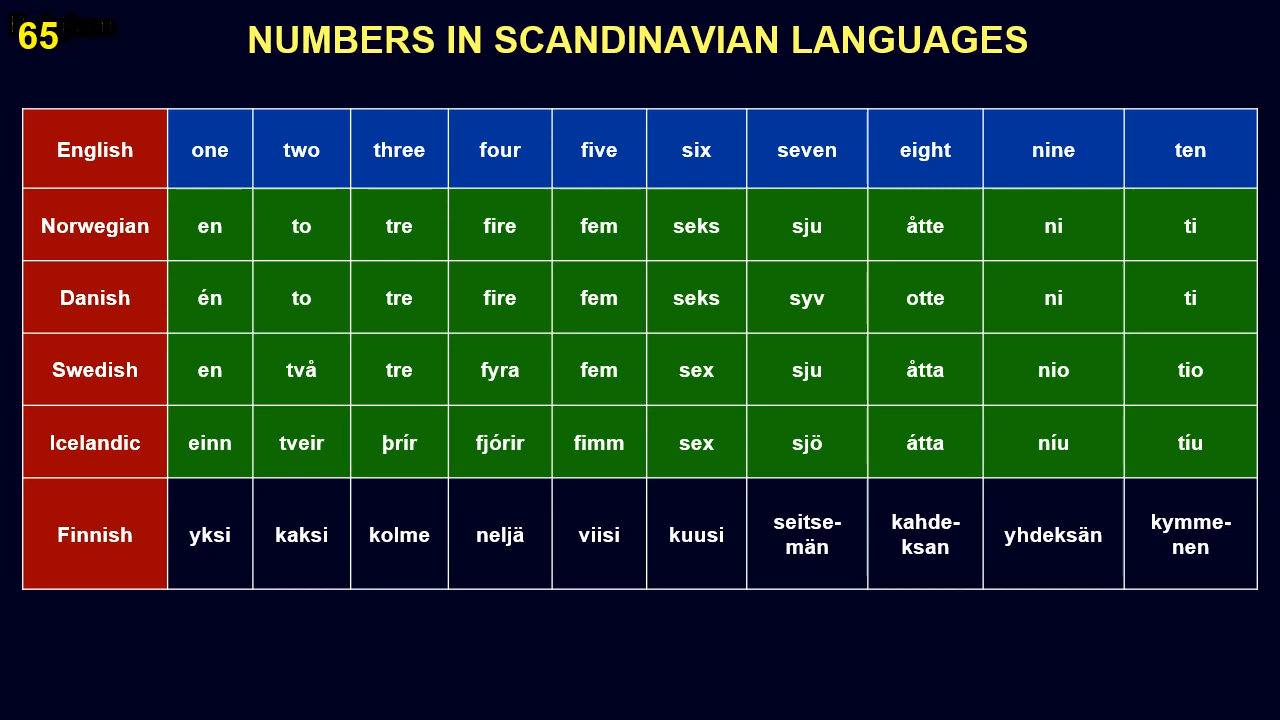 65
NUMBERS IN SCANDINAVIAN LANGUAGES
English one two three four five six seven eight nine ten
Norwegian en to tre fire fem seks sju åtte ni ti
Danish én to tre fire fem seks syv otte ni ti
Swedish en två tre fyra fem sex sju åtta nio tio
Icelandic einn tveir þrír fjórir fimm sex sjö átta níu tíu
Finnish yksi kaksi kolme neljä viisi kuusi seitse-
män kahde-
ksan yhdeksän kymme-
nen